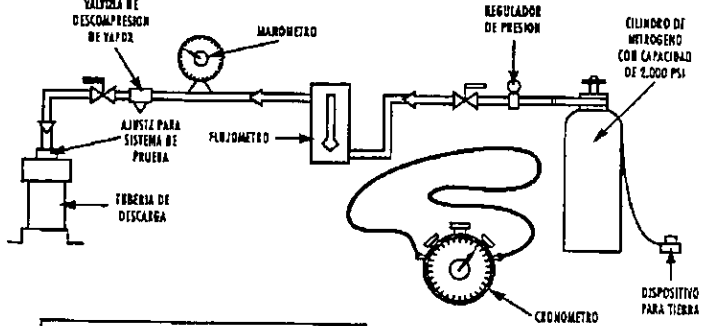 VALVULA DE
DESCOMPRESION
DE VAPOR
MAROMETRO
REGULADOR
DE PRESION
CILINDRO DE
NITROGENO
CON CAPACIDAD
DE 2.000 PSI
AJUSTE PARA
SISTEMA DE
PRUEBA
FLUJOMETRO
TUBERIA DE
DESCARGA
CRONOMETRO
DISPOSITIVO
PARA TIERRA